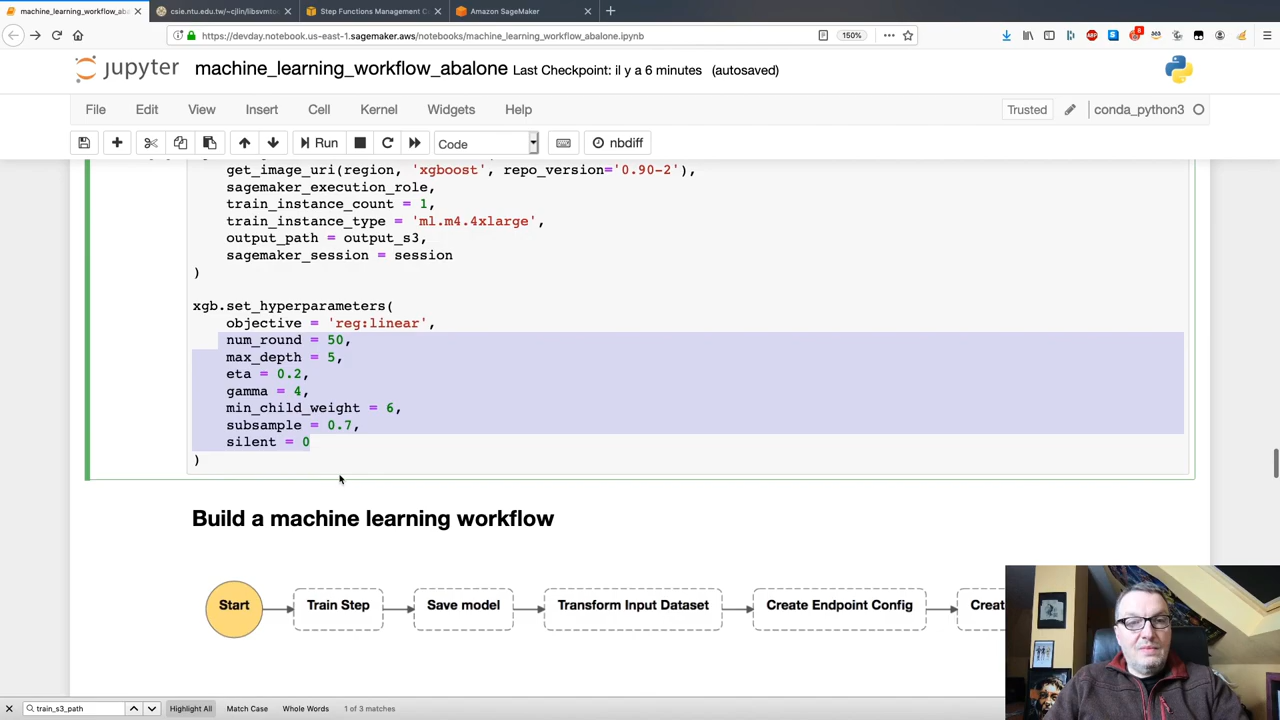 machine_learning_workflow_aba
csie.ntu.edu.tw/~cjlin/libsvmto
Step Functions Management C
Amazon SageMaker
https://devday.notebook.us-east-1.sagemaker.aws/notebooks/machine_learning_workflow_abalone.ipynb
150%
jupyter machine_learning_workflow_abalone Last Checkpoint: il y a 6 minutes (autosaved)
File Edit View Insert Cell Kernel Widgets Help Trusted conda_python3
Run Code nbdiff
get_image_uri(region, 'xgboost', repo_version='0.90-2'),
sagemaker_execution_role,
train_instance_count = 1,
train_instance_type = 'ml.m4.4xlarge',
output_path = output_s3,
sagemaker_session = session
)
xgb.set_hyperparameters(
objective = 'reg:linear',
num_round = 50,
max_depth = 5,
eta = 0.2,
gamma = 4,
min_child_weight = 6,
subsample = 0.7,
silent = 0
)
Build a machine learning workflow
Start
Train Step
Save model
Transform Input Dataset
Create Endpoint Config
Creat
train_s3_path Highlight All Match Case Whole Words 1 of 3 matches